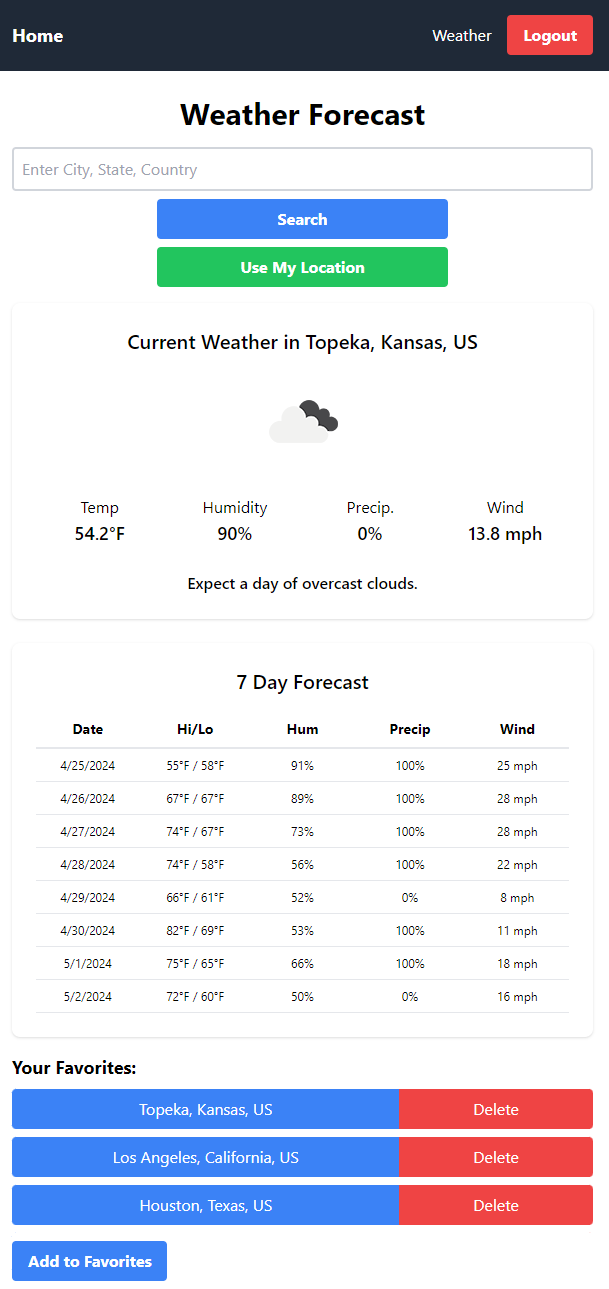 Home Weather Logout
Weather Forecast
Enter City, State, Country
Search
Use My Location
Current Weather in Topeka, Kansas, US
Temp Humidity Precip. Wind
54.2°F 90% 0% 13.8 mph
Expect a day of overcast clouds.
7 Day Forecast
Date Hi/Lo Hum Precip Wind
4/25/2024 55°F / 58°F 91% 100% 25 mph
4/26/2024 67°F / 67°F 89% 100% 28 mph
4/27/2024 74°F / 67°F 73% 100% 28 mph
4/28/2024 74°F / 58°F 56% 100% 22 mph
4/29/2024 66°F / 61°F 52% 0% 8 mph
4/30/2024 82°F / 69°F 53% 100% 11 mph
5/1/2024 75°F / 65°F 66% 100% 18 mph
5/2/2024 72°F / 60°F 50% 0% 16 mph
Your Favorites:
Topeka, Kansas, US Delete
Los Angeles, California, US Delete
Houston, Texas, US Delete
Add to Favorites